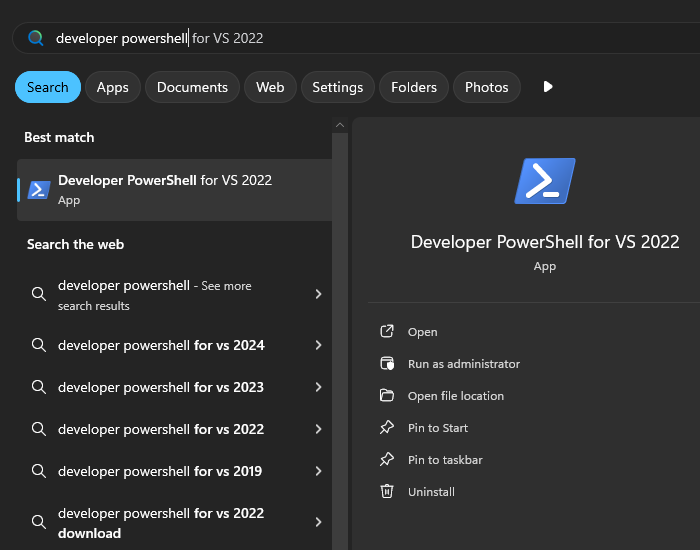 developer powershell for VS 2022
Search Apps Documents Web Settings Folders Photos
Best match
Developer PowerShell for VS 2022
App
Search the web
developer powershell - See more
search results
developer powershell for vs 2024
developer powershell for vs 2023
developer powershell for vs 2022
developer powershell for vs 2019
developer powershell for vs 2022
download
Developer PowerShell for VS 2022
App
Open
Run as administrator
Open file location
Pin to Start
Pin to taskbar
Uninstall